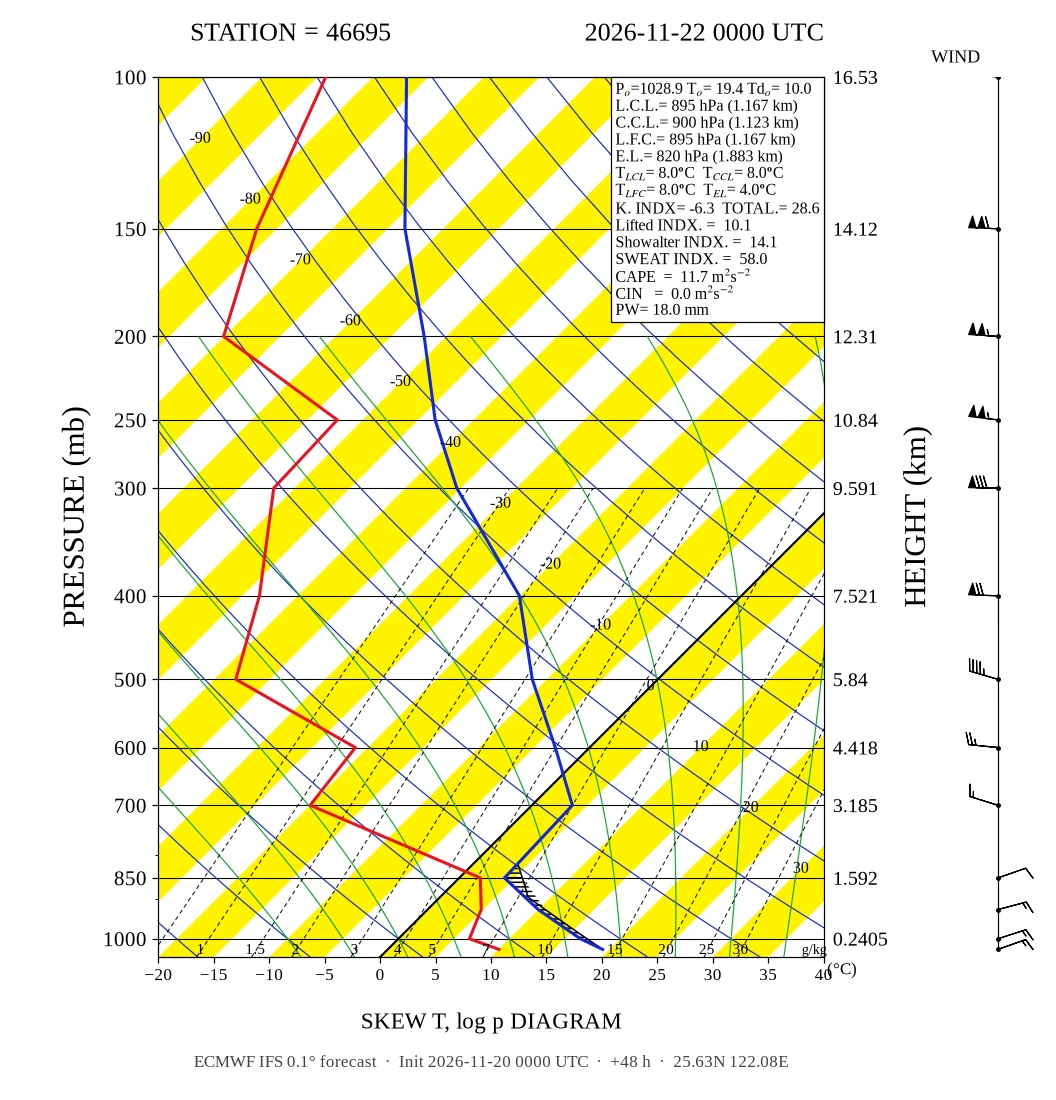 STATION = 46695
2026-11-22 0000 UTC
WIND
Pₒ=1028.9 Tₒ= 19.4 Tdₒ= 10.0
L.C.L.= 895 hPa (1.167 km)
C.C.L.= 900 hPa (1.123 km)
L.F.C.= 895 hPa (1.167 km)
E.L.= 820 hPa (1.883 km)
T_LCL= 8.0°C T_CCL= 8.0°C
T_LFC= 8.0°C T_EL= 4.0°C
K. INDX= -6.3 TOTAL.= 28.6
Lifted INDX. = 10.1
Showalter INDX. = 14.1
SWEAT INDX. = 58.0
CAPE = 11.7 m²s⁻²
CIN = 0.0 m²s⁻²
PW= 18.0 mm
100
150
200
250
300
400
500
600
700
850
1000
PRESSURE (mb)
-90
-80
-70
-60
-50
-40
-30
-20
-10
0
10
20
30
16.53
14.12
12.31
10.84
9.591
7.521
5.84
4.418
3.185
1.592
0.2405
HEIGHT (km)
1 1.5 2 3 4 5 7 10 15 20 25 30 g/kg
−20 −15 −10 −5 0 5 10 15 20 25 30 35 40 (°C)
SKEW T, log p DIAGRAM
ECMWF IFS 0.1° forecast · Init 2026-11-20 0000 UTC · +48 h · 25.63N 122.08E